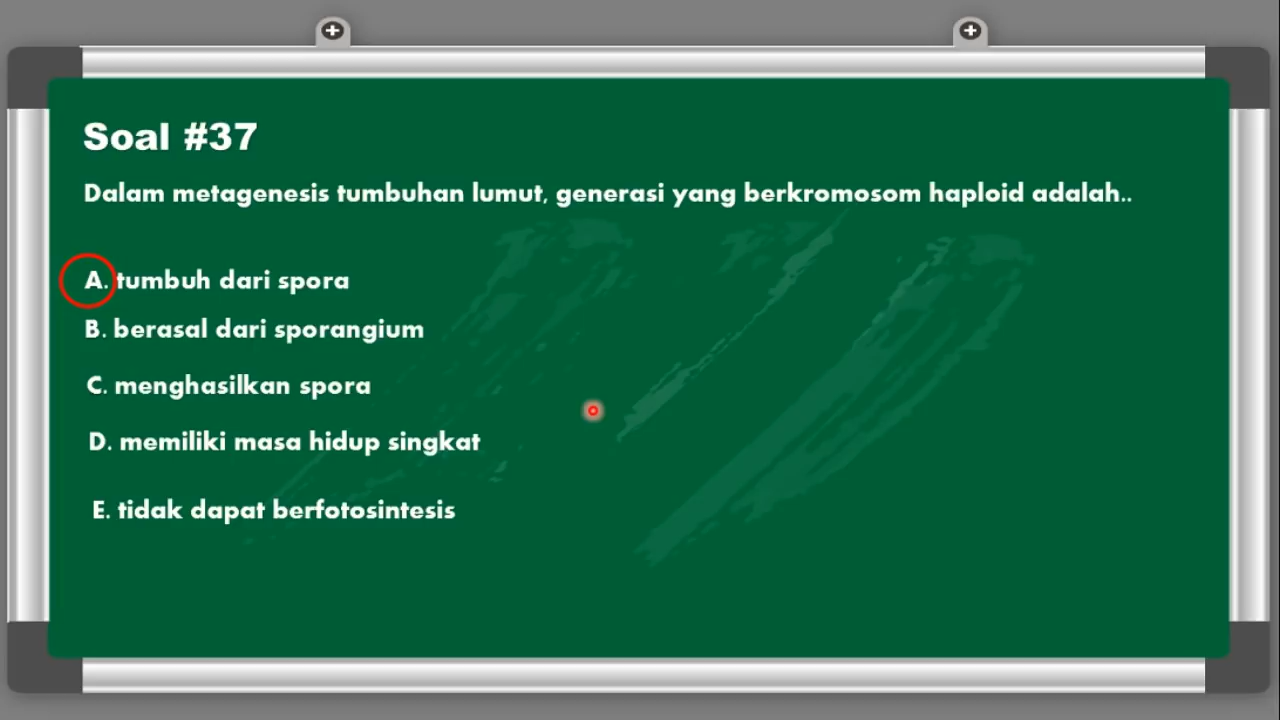 Soal #37
Dalam metagenesis tumbuhan lumut, generasi yang berkromosom haploid adalah..
A. tumbuh dari spora
B. berasal dari sporangium
C. menghasilkan spora
D. memiliki masa hidup singkat
E. tidak dapat berfotosintesis